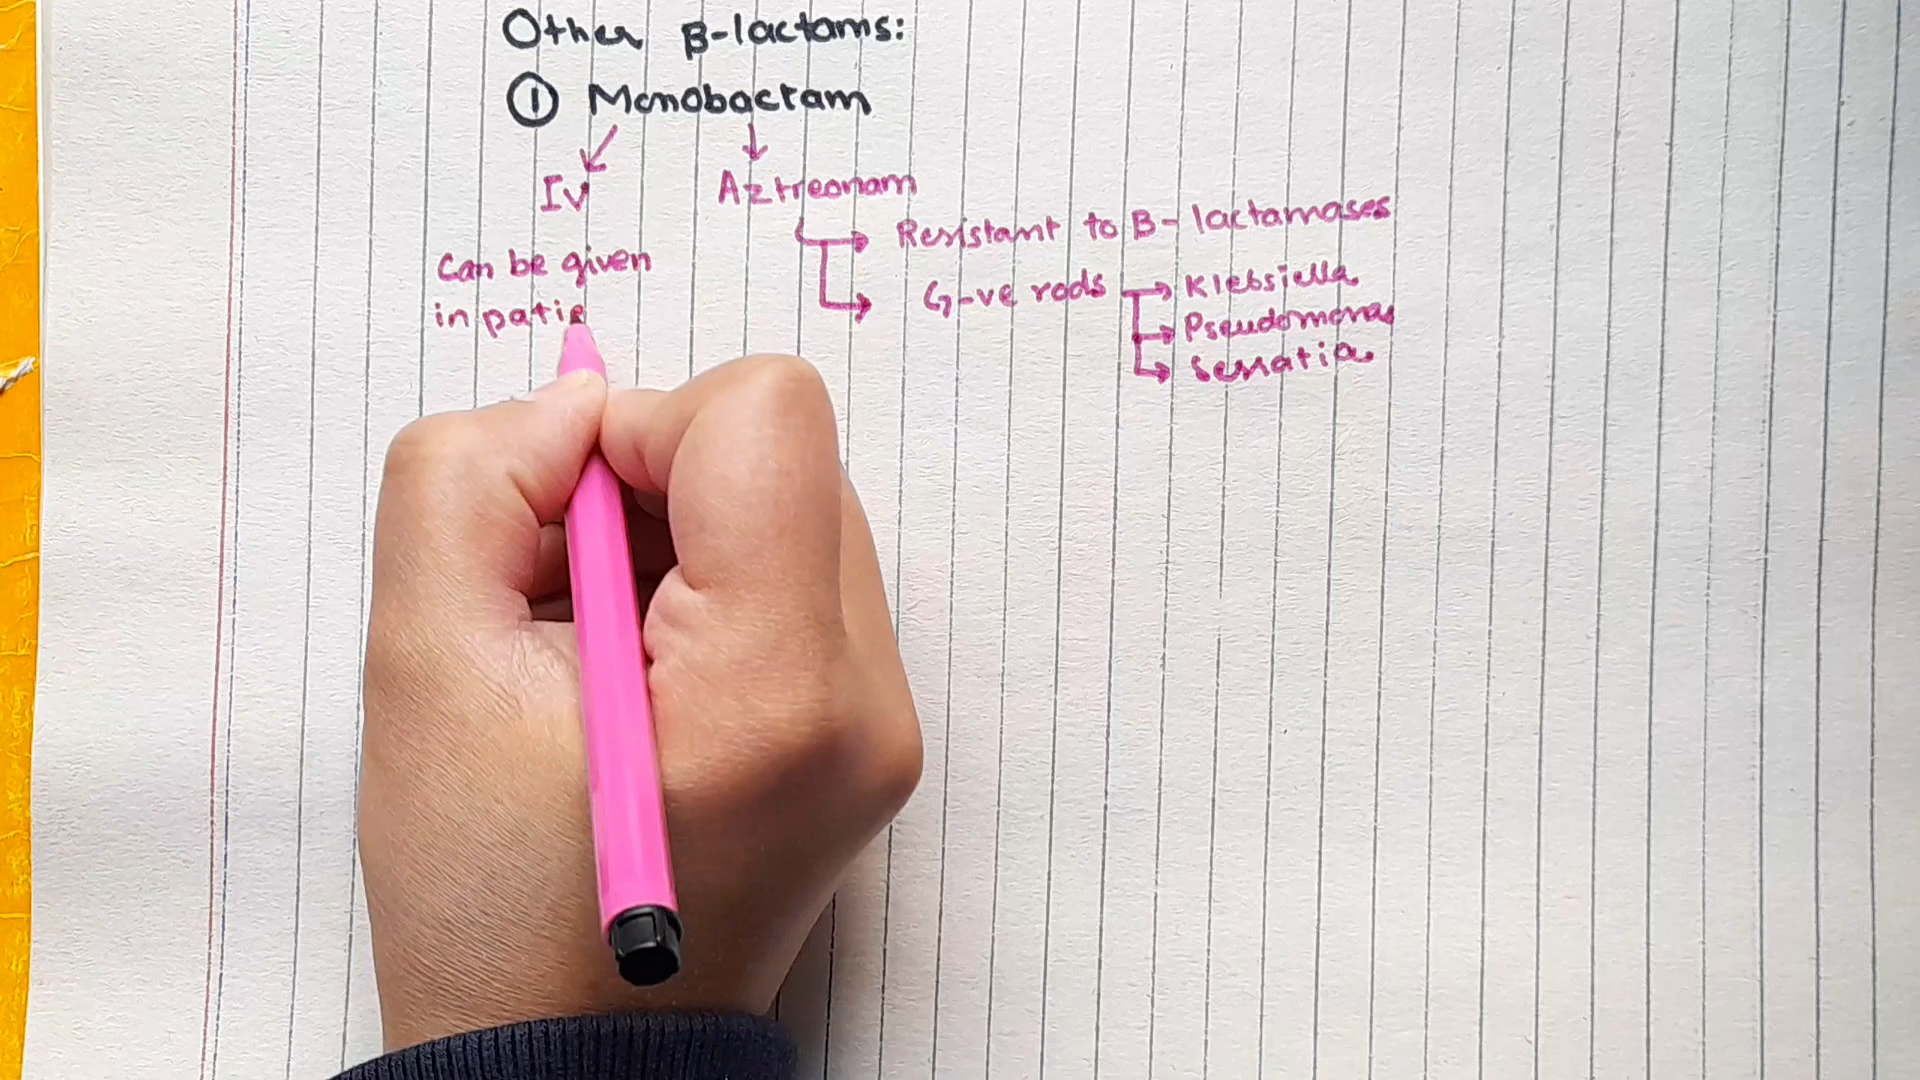 Other β-lactams:
① Monobactam
IV
Aztreonam
Resistant to B-lactamases
Can be given
in patie
G-ve rods
Klebsiella
Pseudomonas
Serratia